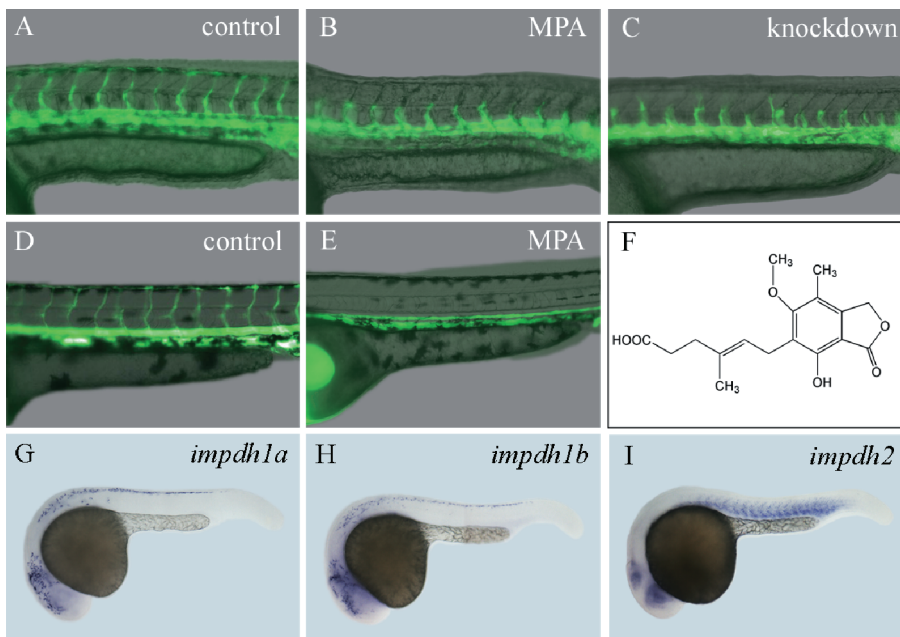 A control
B MPA
C knockdown
D control
E MPA
F
CH₃
CH₃
O
O
HOOC
CH₃
OH
O
G impdh1a
H impdh1b
I impdh2